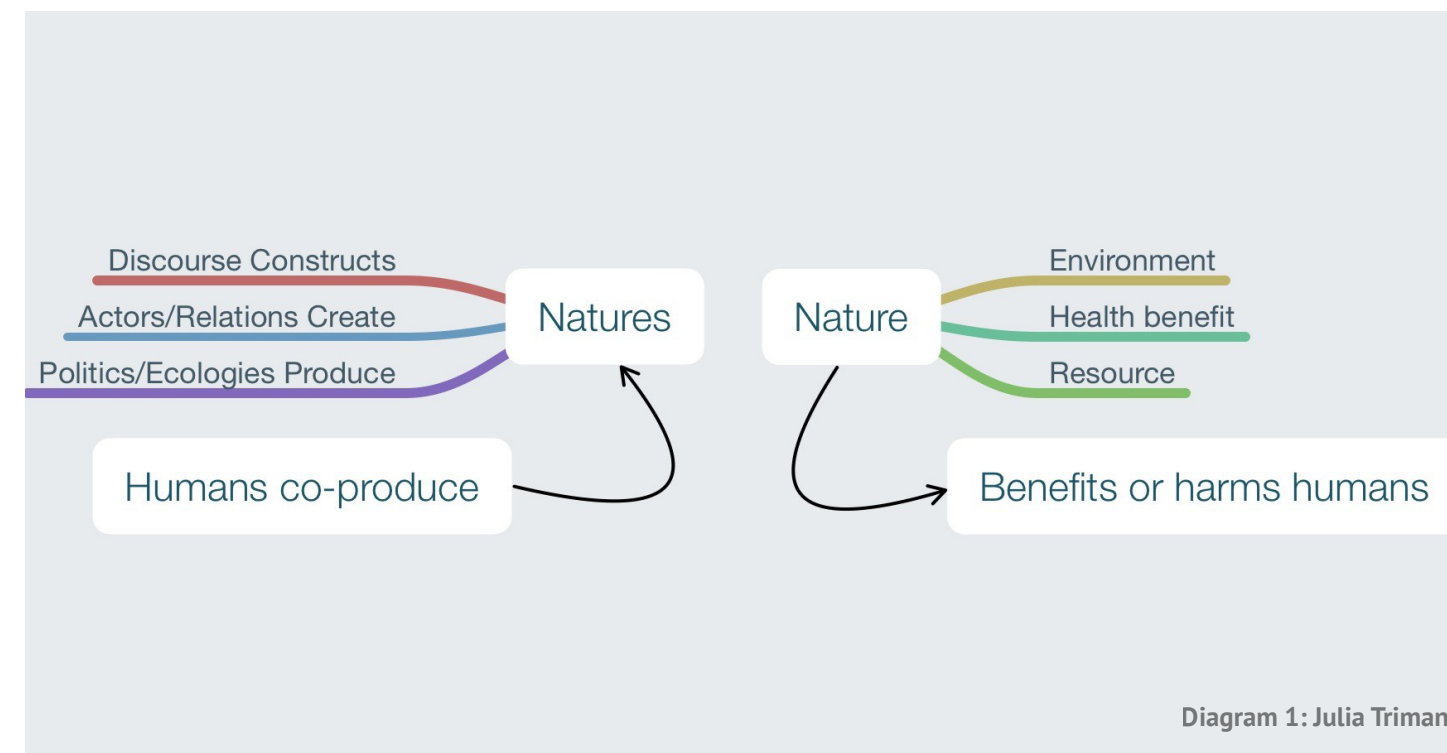 Discourse Constructs
Actors/Relations Create
Politics/Ecologies Produce
Natures
Humans co-produce
Nature
Environment
Health benefit
Resource
Benefits or harms humans
Diagram 1: Julia Triman